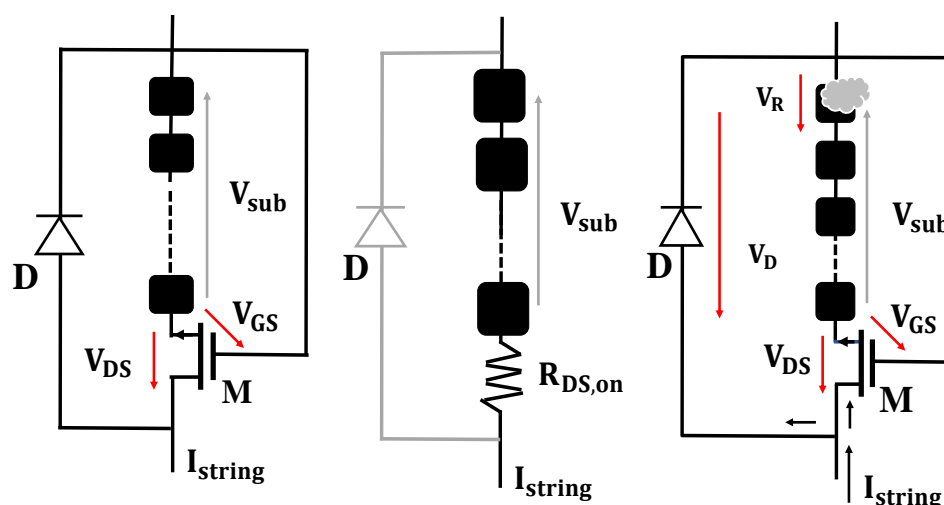 V_sub
D
V_GS
V_DS
M
I_string
V_sub
D
R_DS,on
I_string
V_R
V_sub
D
V_D
V_GS
V_DS
M
I_string